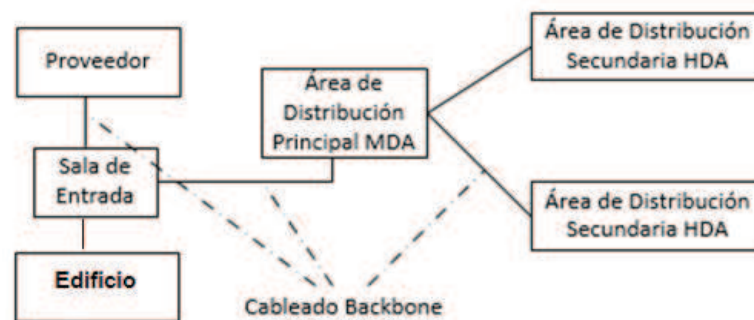 Proveedor
Área de
Distribución
Principal MDA
Área de Distribución
Secundaria HDA
Sala de
Entrada
Área de Distribución
Secundaria HDA
Edificio
Cableado Backbone